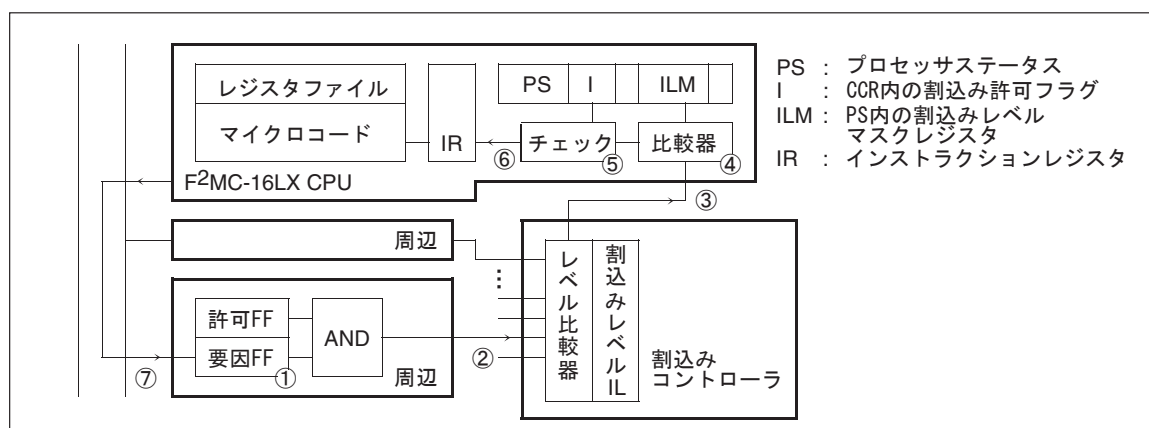 レジスタファイル
マイクロコード
IR
PS I ILM
チェック
比較器
⑥ ⑤ ④
F²MC-16LX CPU
③
PS : プロセッサステータス
I : CCR内の割込み許可フラグ
ILM : PS内の割込みレベル
マスクレジスタ
IR : インストラクションレジスタ
周辺
許可FF
要因FF
①
AND
周辺
⑦
②
⋮
レベル比較器
割込みレベルIL
割込み
コントローラ